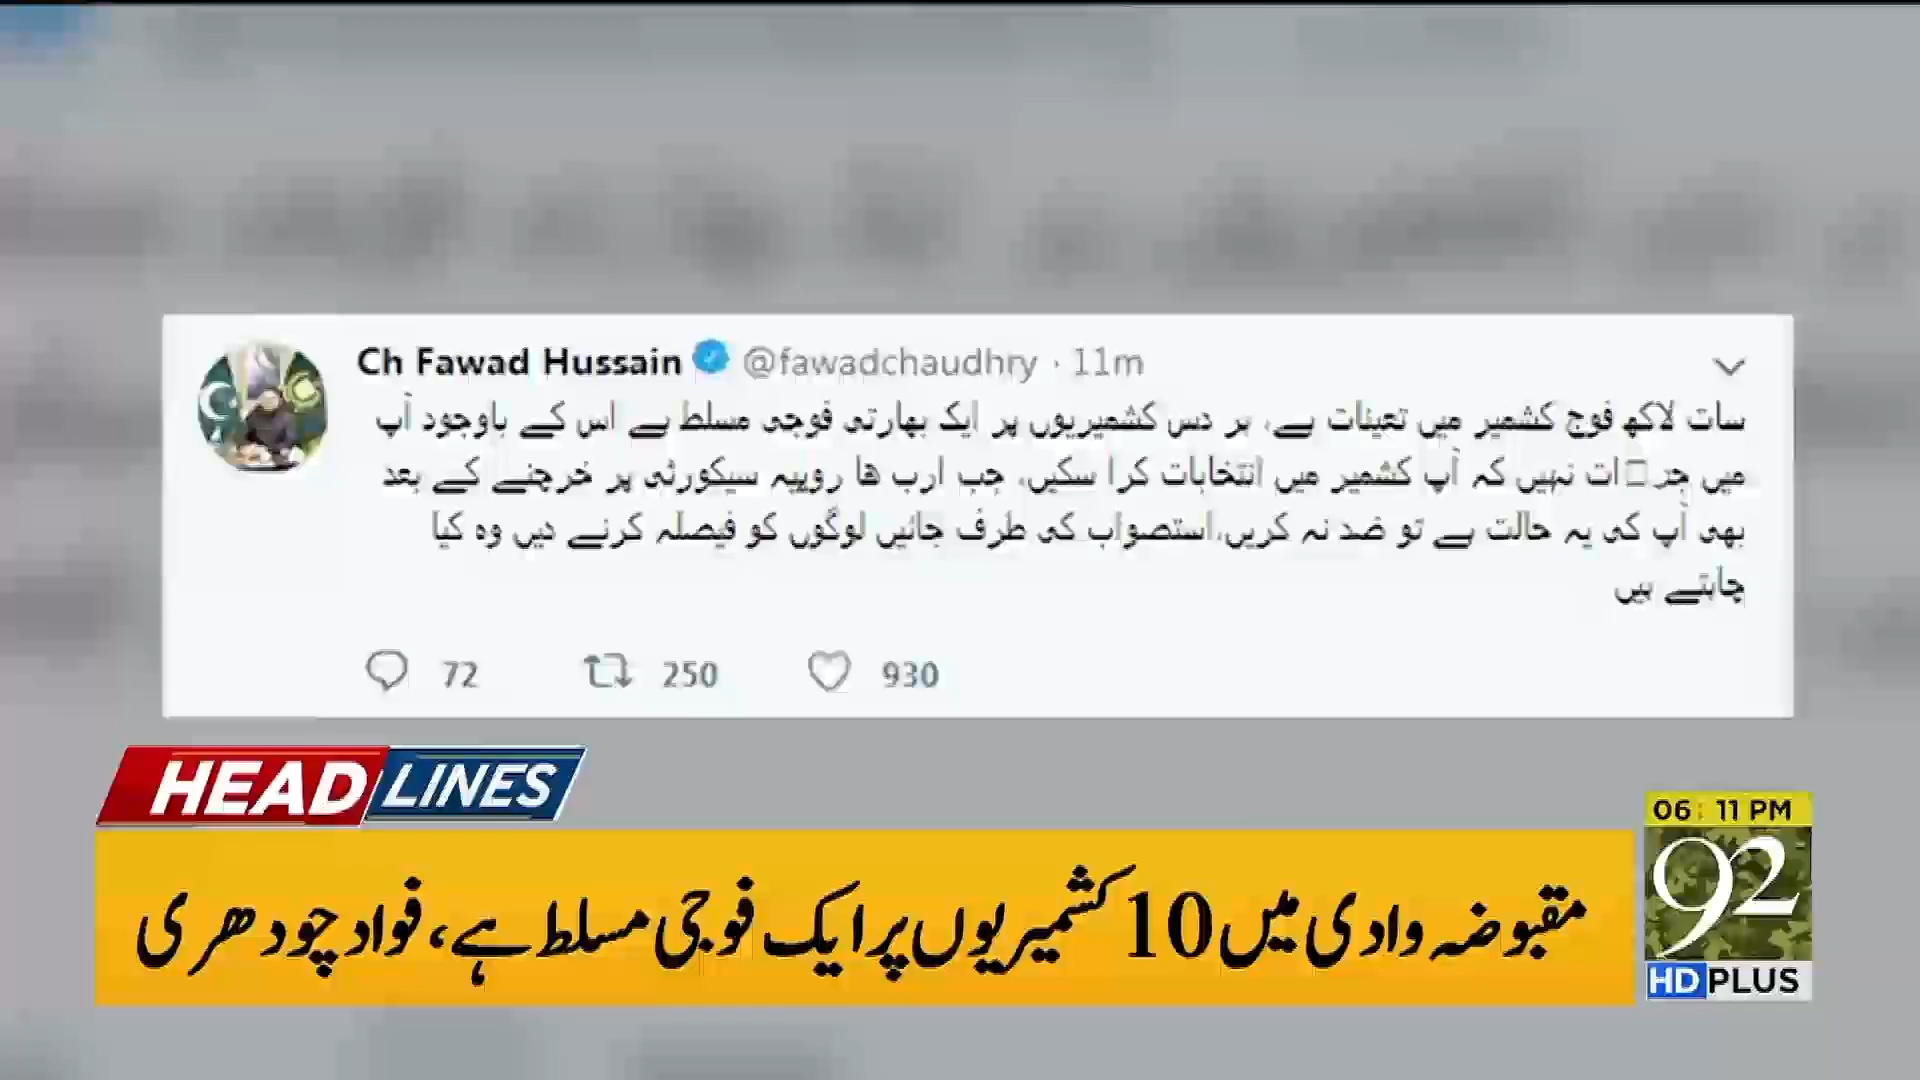 Ch Fawad Hussain @fawadchaudhry · 11m
سات لاکھ فوج کشمیر میں تعینات ہے، ہر دس کشمیریوں پر ایک بھارتی فوجی مسلط ہے اس کے باوجود آپ
میں جر□ات نہیں کہ آپ کشمیر میں انتخابات کرا سکیں، جب ارب ھا روپیہ سیکورٹی پر خرچنے کے بعد
بھی آپ کی یہ حالت ہے تو ضد نہ کریں،استصواب کی طرف جائیں لوگوں کو فیصلہ کرنے دیں وہ کیا
چاہتے ہیں
72 250 930
HEADLINES
06:11 PM
92
HD PLUS
مقبوضہ وادی میں 10 کشمیریوں پر ایک فوجی مسلط ہے، فواد چودھری